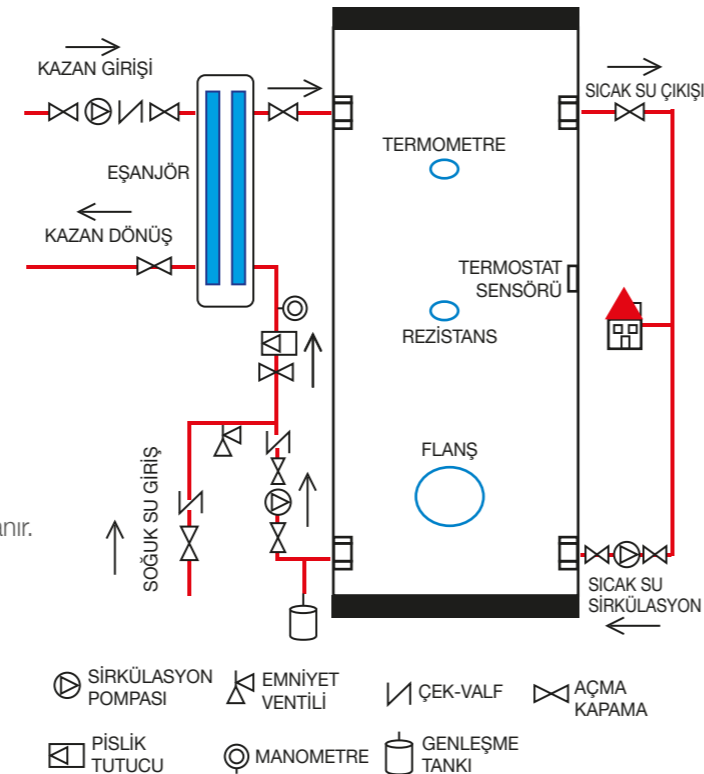 KAZAN GİRİŞİ
EŞANJÖR
KAZAN DÖNÜŞ
TERMOMETRE
SICAK SU ÇIKIŞI
TERMOSTAT
SENSÖRÜ
REZİSTANS
FLANŞ
SOĞUK SU GİRİŞ
SICAK SU
SİRKÜLASYON
SİRKÜLASYON
POMPASI
EMNİYET
VENTİLİ
ÇEK-VALF
AÇMA
KAPAMA
PİSLİK
TUTUCU
MANOMETRE
GENLEŞME
TANKI